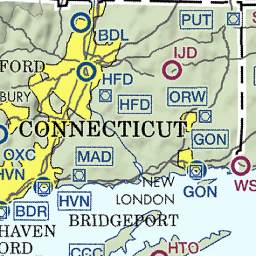 PUT
BDL
IJD
FORD
HFD
BURY
HFD
ORW
CONNECTICUT
GON
OXC
MAD
HVN
WS
NEW
LONDON
GON
HVN
BDR
BRIDGEPORT
HAVEN
ORD
HTO
CCC